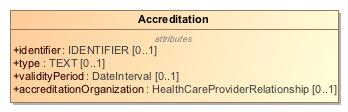 Accreditation
attributes
+identifier : IDENTIFIER [0..1]
+type : TEXT [0..1]
+validityPeriod : DateInterval [0..1]
+accreditationOrganization : HealthCareProviderRelationship [0..1]